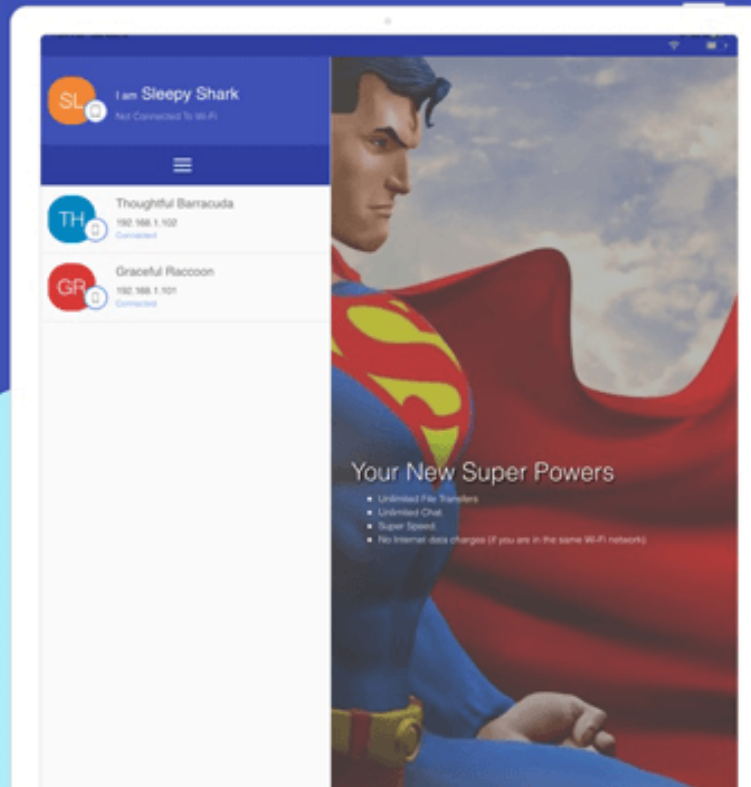 SL
I am Sleepy Shark
Not Connected To Wi-Fi
TH
Thoughtful Barracuda
192.168.1.102
Connected
GR
Graceful Raccoon
192.168.1.101
Connected
S
Your New Super Powers
Unlimited File Transfers
Unlimited Chat
Super Speed
No Internet data charges (if you are in the same Wi-Fi network)